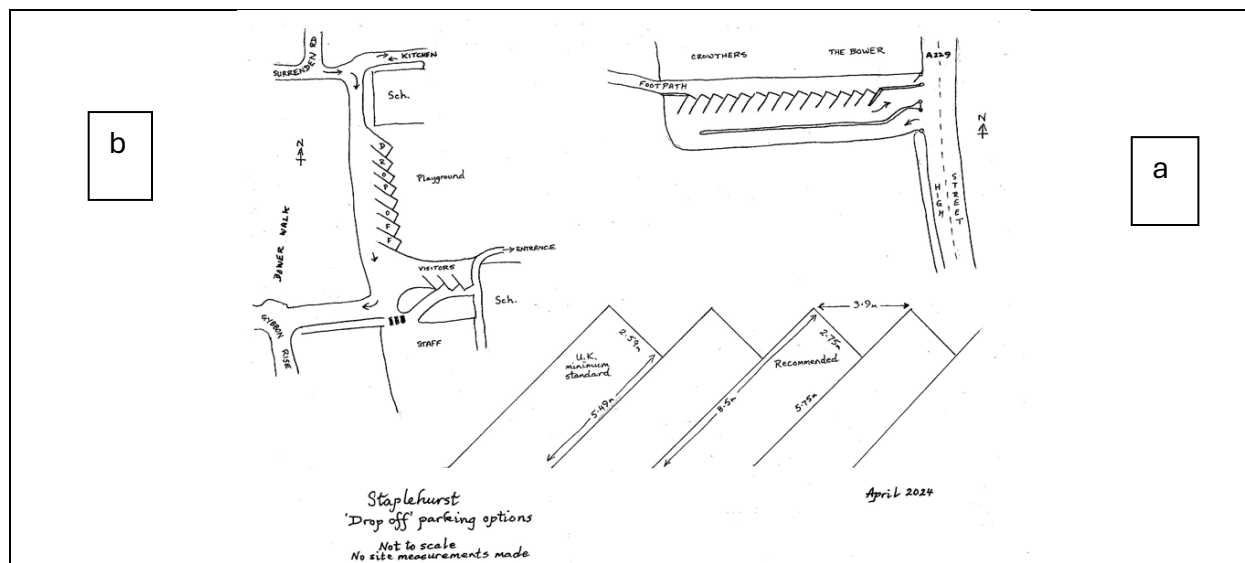 b
SURRENDEN RD
KITCHEN
Sch.
N
DROP OFF
Playground
BOWER WALK
ENTRANCE
VISITORS
Sch.
GYBBON RISE
STAFF
CROWTHERS
THE BOWER
A229
FOOTPATH
N
HIGH STREET
a
2.59m
U.K.
minimum
standard
5.49m
8.5m
3.9m
2.75m
Recommended
5.75m
Staplehurst
'Drop off' parking options
Not to scale
No site measurements made
April 2024